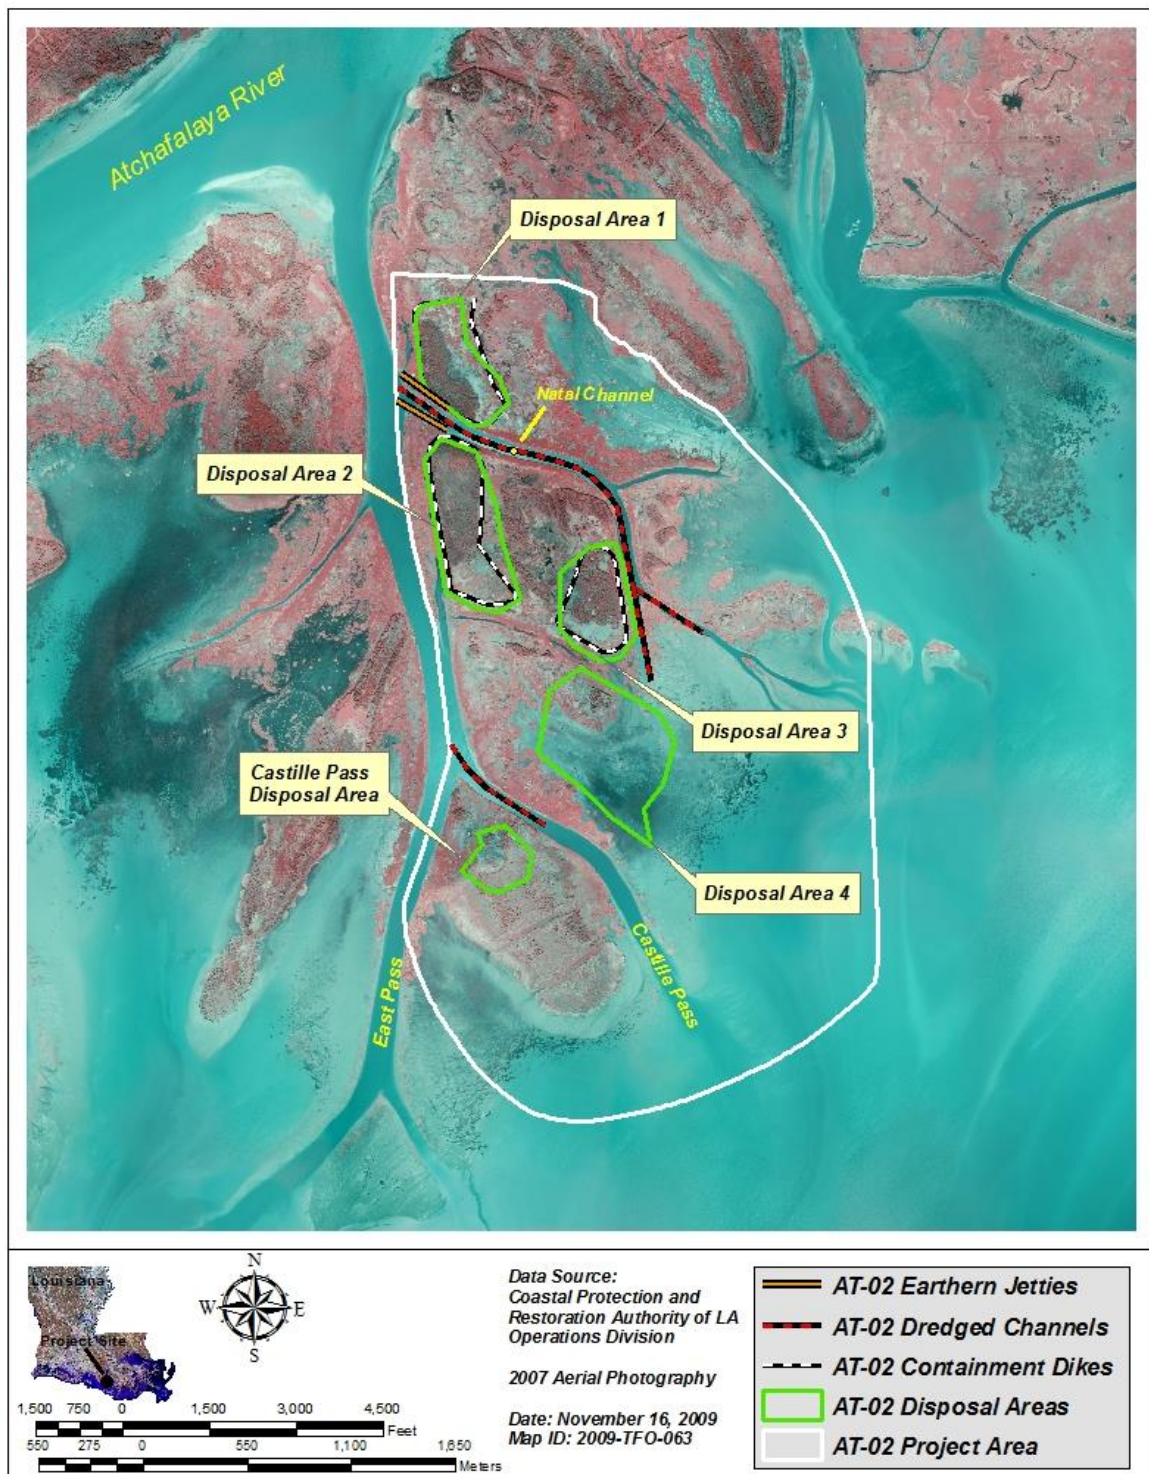 Atchafalaya River
Disposal Area 1
Natal Channel
Disposal Area 2
Disposal Area 3
Castille Pass
Disposal Area
Disposal Area 4
Castille Pass
East Pass
Louisiana
Project Site
N
W
E
S
1,500 750 0 1,500 3,000 4,500
Feet
550 275 0 550 1,100 1,650
Meters
Data Source:
Coastal Protection and
Restoration Authority of LA
Operations Division
2007 Aerial Photography
Date: November 16, 2009
Map ID: 2009-TFO-063
AT-02 Earthern Jetties
AT-02 Dredged Channels
AT-02 Containment Dikes
AT-02 Disposal Areas
AT-02 Project Area